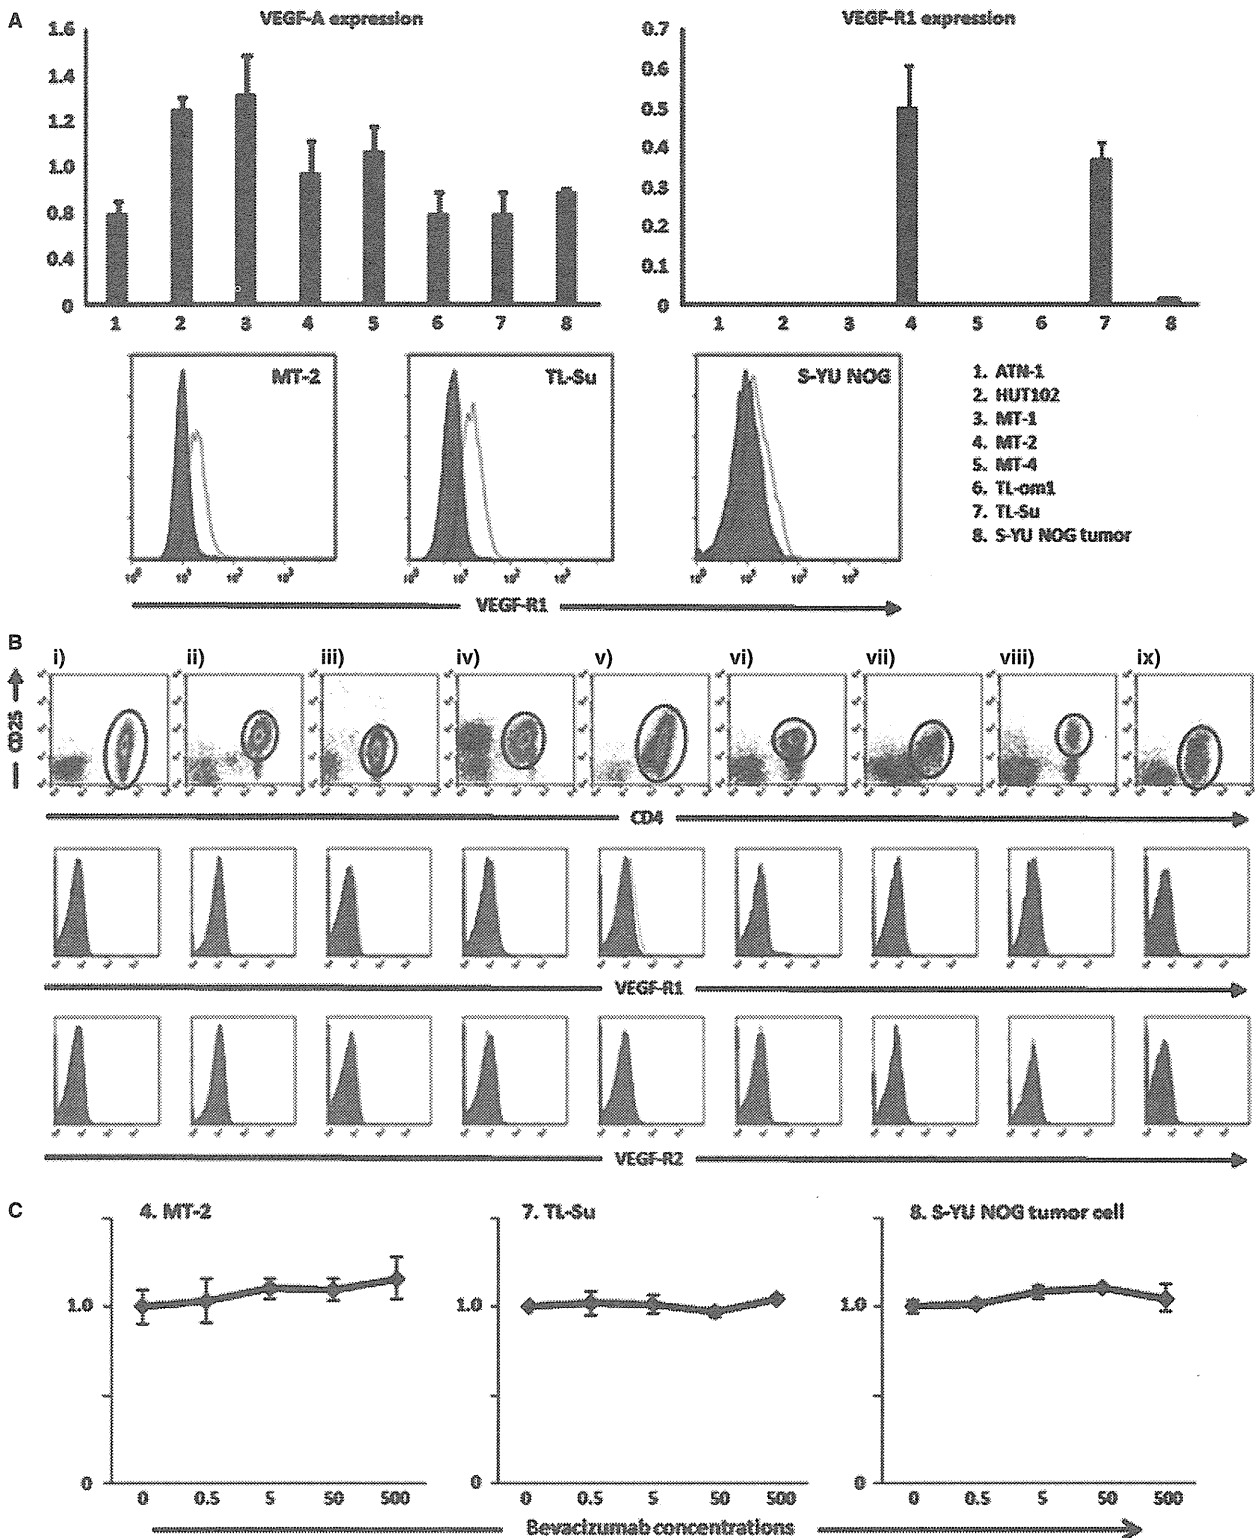 A
VEGF-A expression
1.6
1.4
1.2
1.0
0.8
0.4
0
1 2 3 4 5 6 7 8
VEGF-R1 expression
0.7
0.6
0.5
0.4
0.3
0.2
0.1
0
1 2 3 4 5 6 7 8
MT-2
TL-Su
S-YU NOG
VEGF-R1
1. ATN-1
2. HUT102
3. MT-1
4. MT-2
5. MT-4
6. TL-om1
7. TL-Su
8. S-YU NOG tumor
B
i) ii) iii) iv) v) vi) vii) viii) ix)
CD25
CD4
VEGF-R1
VEGF-R2
C
4. MT-2
1.0
0
0 0.5 5 50 500
7. TL-Su
1.0
0
0 0.5 5 50 500
8. S-YU NOG tumor cell
1.0
0
0 0.5 5 50 500
Bevacizumab concentrations